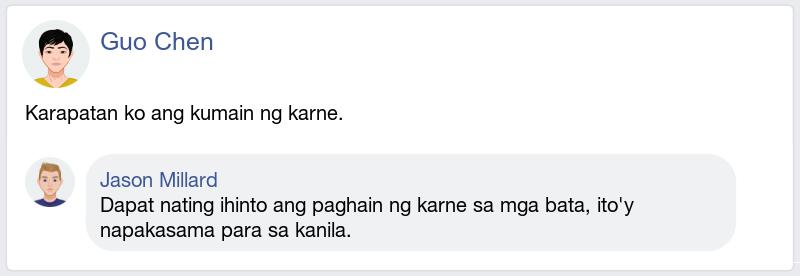 Guo Chen
Karapatan ko ang kumain ng karne.
Jason Millard
Dapat nating ihinto ang paghain ng karne sa mga bata, ito'y
napakasama para sa kanila.